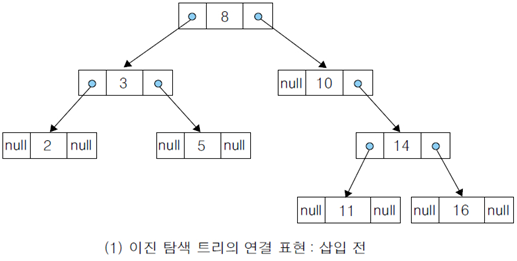 8
3
null 10
null 2 null
null 5 null
14
null 11 null
null 16 null
(1) 이진 탐색 트리의 연결 표현 : 삽입 전